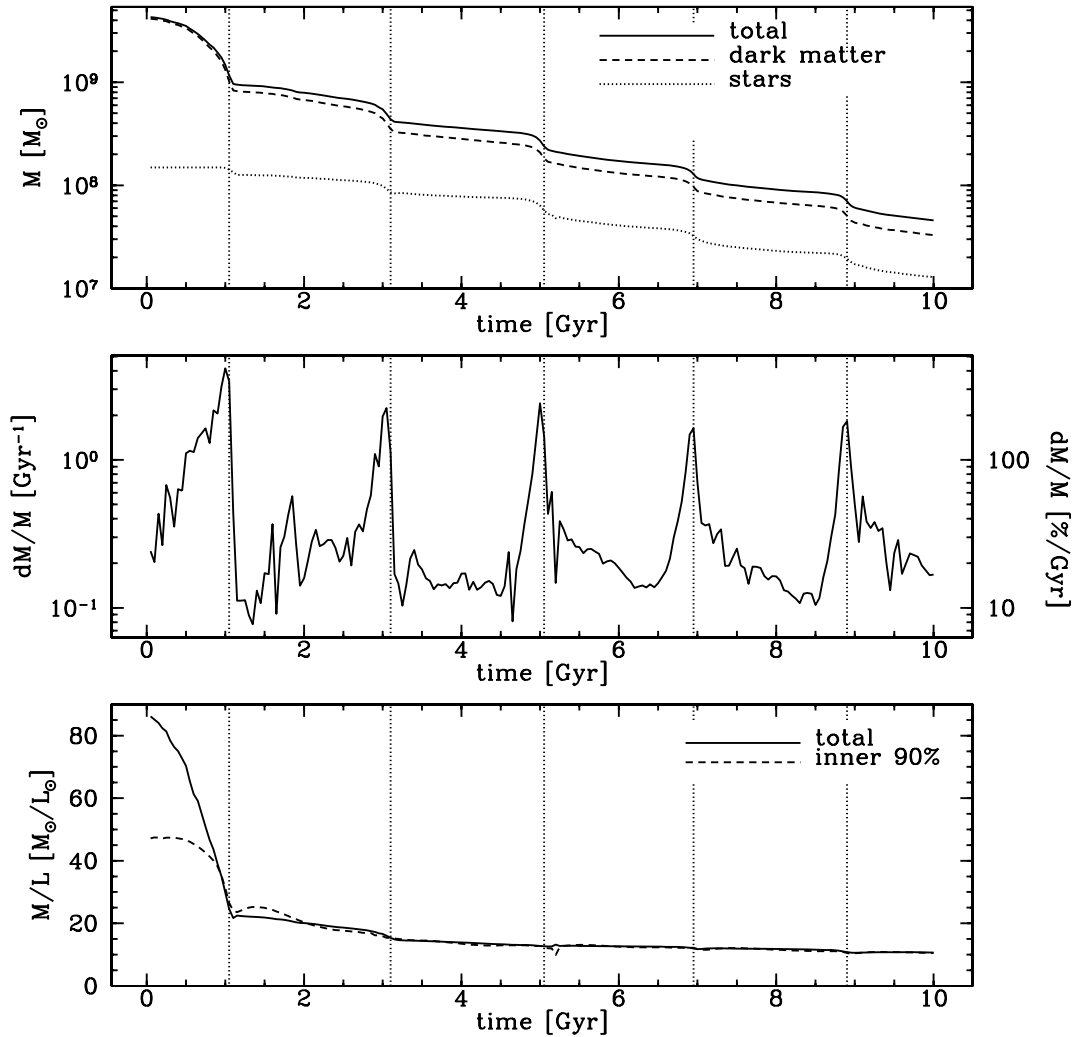 total
dark matter
stars
M [M⊙]
10⁹
10⁸
10⁷
0 2 4 6 8 10
time [Gyr]
dM/M [Gyr⁻¹]
10⁰
10⁻¹
100
10
dM/M [%/Gyr]
0 2 4 6 8 10
time [Gyr]
total
inner 90%
M/L [M⊙/L⊙]
80
60
40
20
0
0 2 4 6 8 10
time [Gyr]